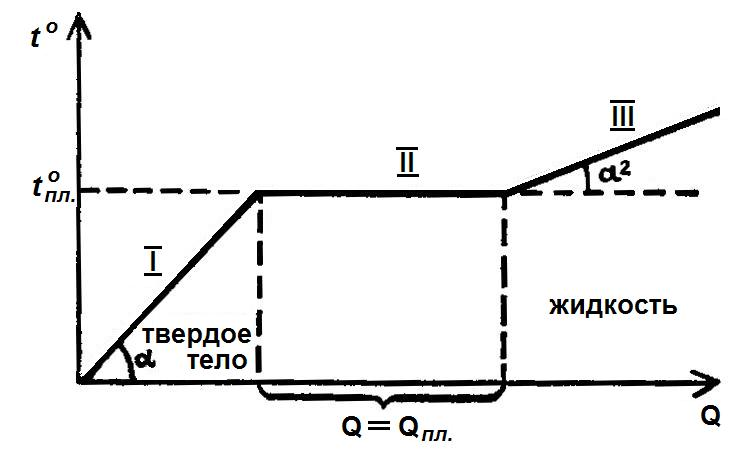 t°
III
II
t°пл.
α²
I
жидкость
твердое
α тело
Q
Q = Qпл.